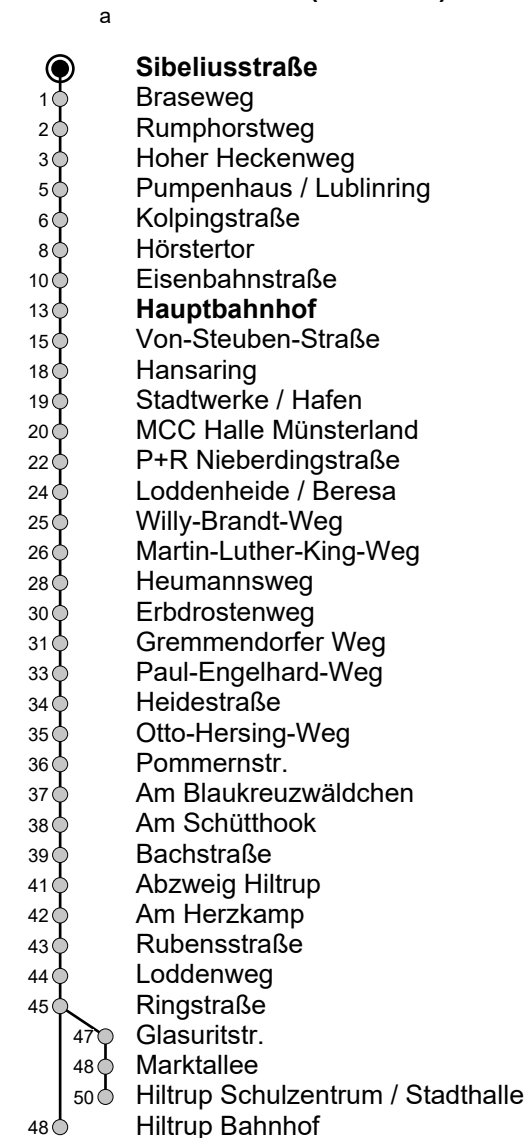 a
Sibeliusstraße
1 Braseweg
2 Rumphorstweg
3 Hoher Heckenweg
5 Pumpenhaus / Lublinring
6 Kolpingstraße
8 Hörstertor
10 Eisenbahnstraße
13 Hauptbahnhof
15 Von-Steuben-Straße
18 Hansaring
19 Stadtwerke / Hafen
20 MCC Halle Münsterland
22 P+R Nieberdingstraße
24 Loddenheide / Beresa
25 Willy-Brandt-Weg
26 Martin-Luther-King-Weg
28 Heumannsweg
30 Erbdrostenweg
31 Gremmendorfer Weg
33 Paul-Engelhard-Weg
34 Heidestraße
35 Otto-Hersing-Weg
36 Pommernstr.
37 Am Blaukreuzwäldchen
38 Am Schütthook
39 Bachstraße
41 Abzweig Hiltrup
42 Am Herzkamp
43 Rubensstraße
44 Loddenweg
45 Ringstraße
47 Glasuritstr.
48 Marktallee
50 Hiltrup Schulzentrum / Stadthalle
48 Hiltrup Bahnhof